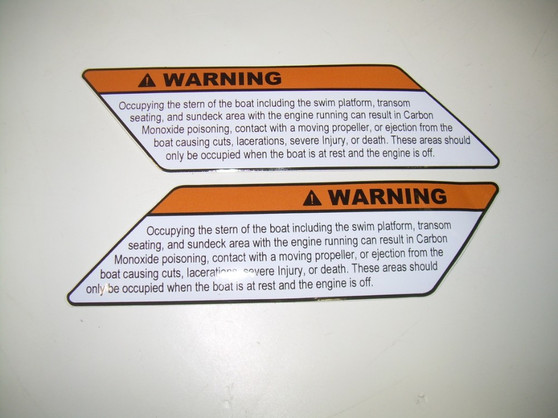 WARNING
Occupying the stern of the boat including the swim platform, transom
seating, and sundeck area with the engine running can result in Carbon
Monoxide poisoning, contact with a moving propeller, or ejection from the
boat causing cuts, lacerations, severe Injury, or death. These areas should
only be occupied when the boat is at rest and the engine is off.
WARNING
Occupying the stern of the boat including the swim platform, transom
seating, and sundeck area with the engine running can result in Carbon
Monoxide poisoning, contact with a moving propeller, or ejection from the
boat causing cuts, lacerations, severe Injury, or death. These areas should
only be occupied when the boat is at rest and the engine is off.